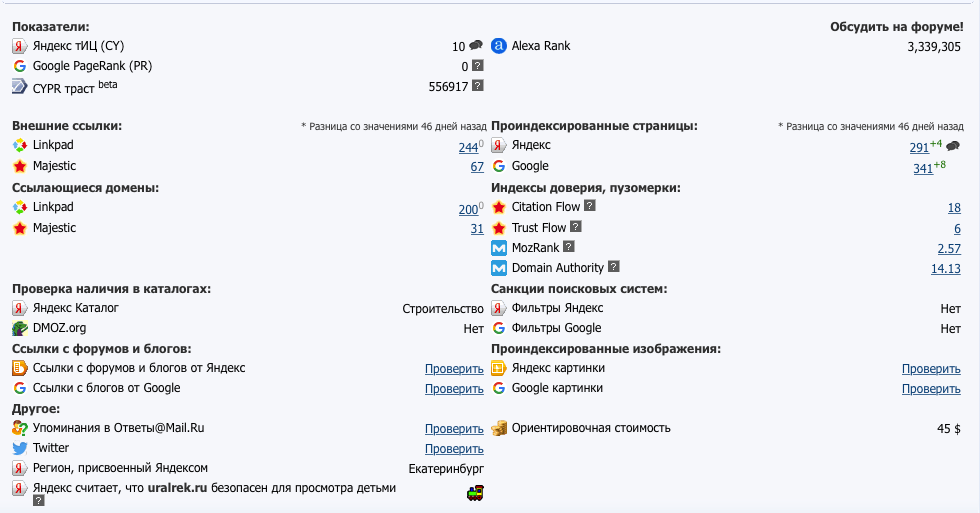 Показатели:
Обсудить на форуме!
Яндекс тИЦ (CY) 10
Alexa Rank 3,339,305
Google PageRank (PR) 0 ?
CYPR траст beta 556917 ?
Внешние ссылки: * Разница со значениями 46 дней назад
Проиндексированные страницы: * Разница со значениями 46 дней назад
Linkpad 244 0
Яндекс 291 +4
Majestic 67
Google 341 +8
Ссылающиеся домены:
Индексы доверия, пузомерки:
Linkpad 200 0
Citation Flow ? 18
Majestic 31
Trust Flow ? 6
MozRank ? 2.57
Domain Authority ? 14.13
Проверка наличия в каталогах:
Санкции поисковых систем:
Яндекс Каталог Строительство
Фильтры Яндекс Нет
DMOZ.org Нет
Фильтры Google Нет
Ссылки с форумов и блогов:
Проиндексированные изображения:
Ссылки с форумов и блогов от Яндекс Проверить
Яндекс картинки Проверить
Ссылки с блогов от Google Проверить
Google картинки Проверить
Другое:
Упоминания в Ответы@Mail.Ru Проверить
Ориентировочная стоимость 45 $
Twitter Проверить
Регион, присвоенный Яндексом Екатеринбург
Яндекс считает, что uralrek.ru безопасен для просмотра детьми
?